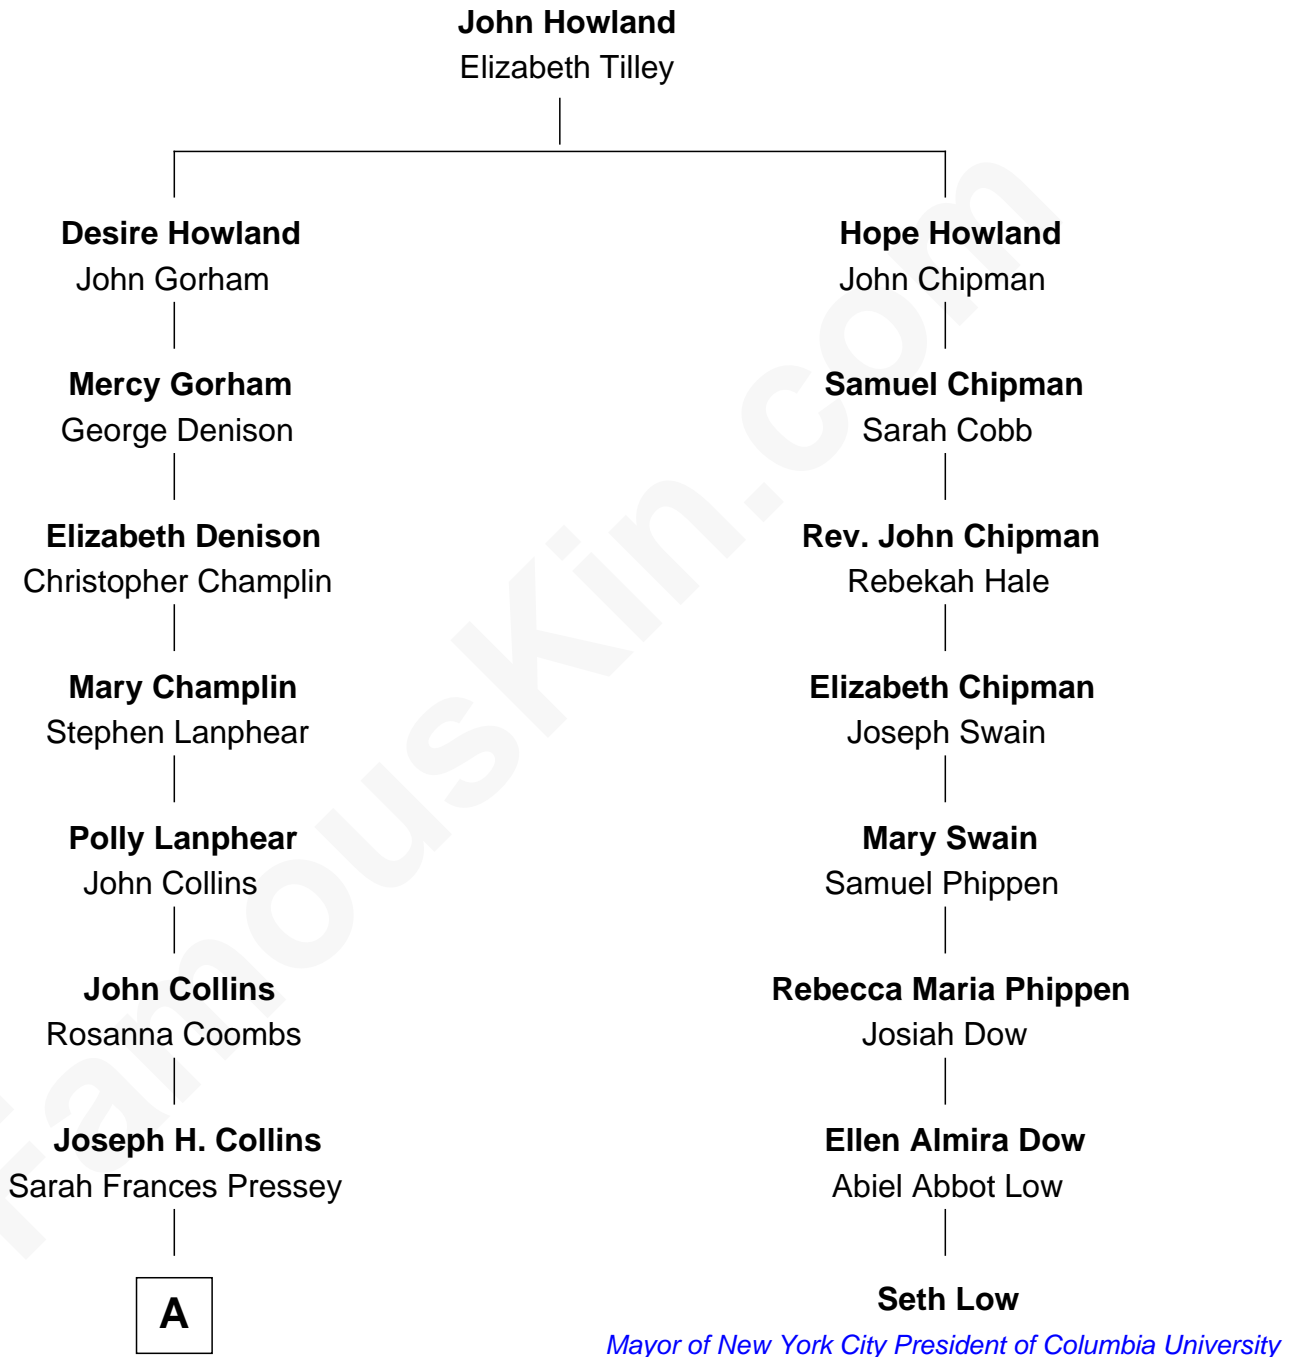 John Howland
Elizabeth Tilley
Desire Howland
John Gorham
Hope Howland
John Chipman
Mercy Gorham
George Denison
Samuel Chipman
Sarah Cobb
Elizabeth Denison
Christopher Champlin
Rev. John Chipman
Rebekah Hale
Mary Champlin
Stephen Lanphear
Elizabeth Chipman
Joseph Swain
Polly Lanphear
John Collins
Mary Swain
Samuel Phippen
John Collins
Rosanna Coombs
Rebecca Maria Phippen
Josiah Dow
Joseph H. Collins
Sarah Frances Pressey
Ellen Almira Dow
Abiel Abbot Low
A
Seth Low
Mayor of New York City President of Columbia University
FamousKin.com